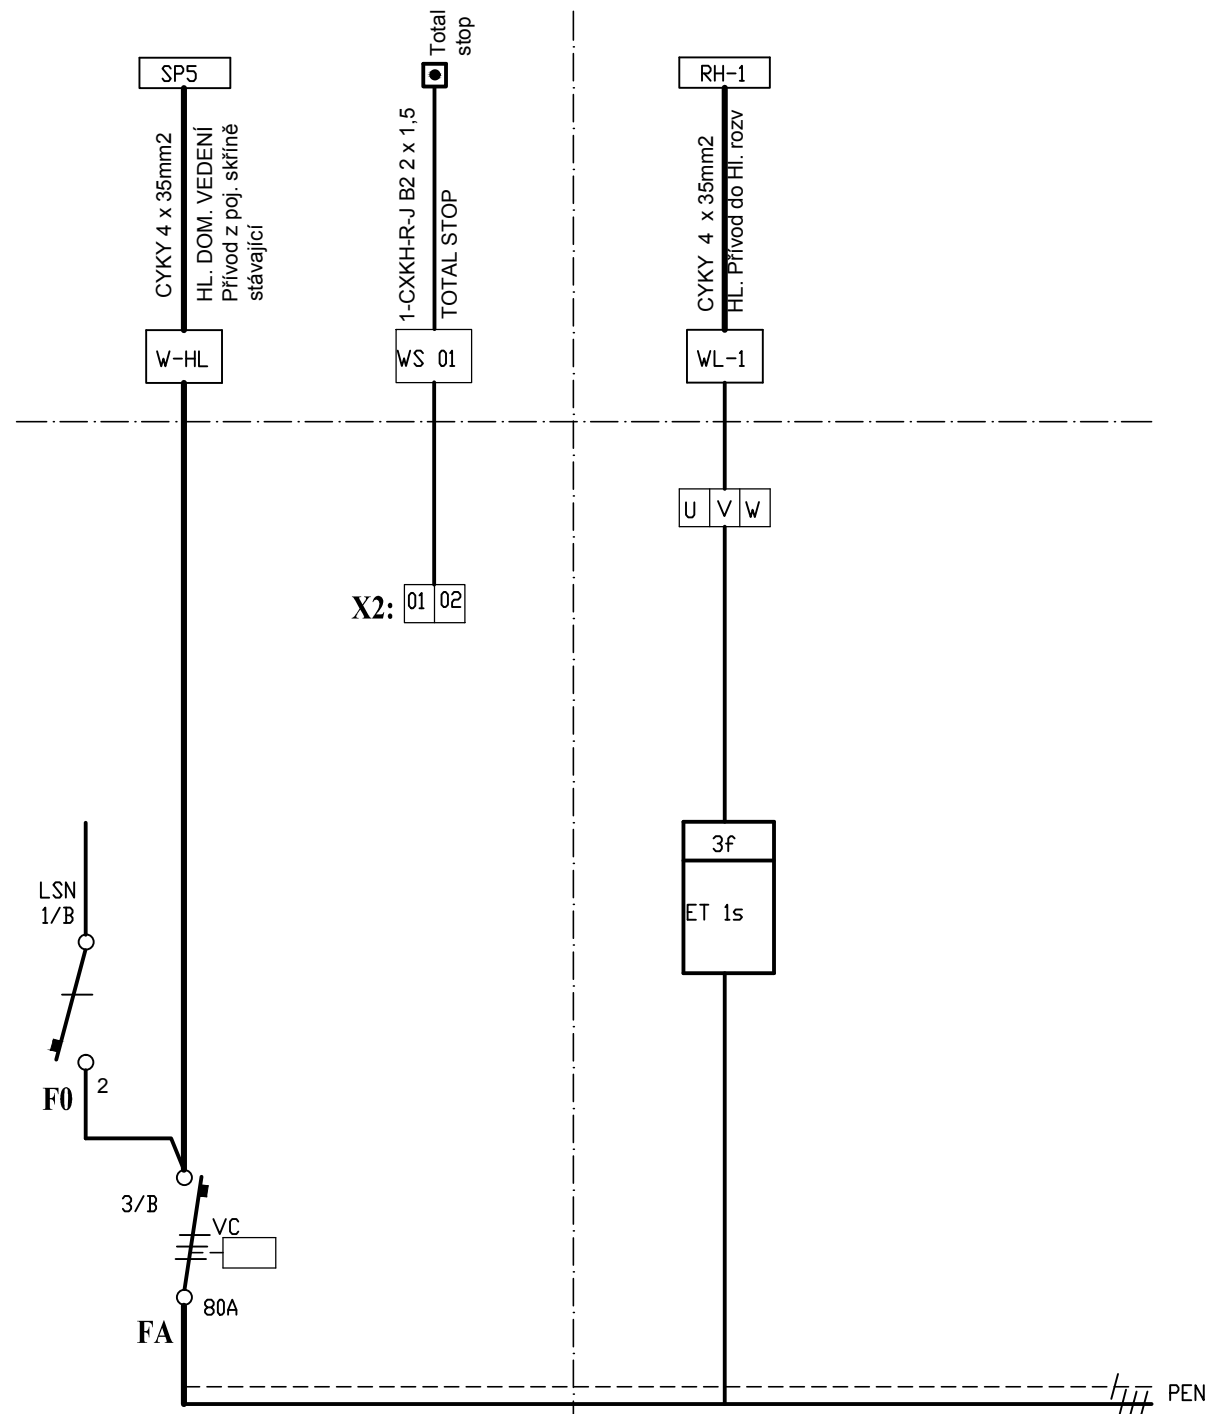 SP5
CYKY 4 x 35mm2
HL. DOM. VEDENÍ
Přívod z poj. skříně
stávající
W-HL
Total
stop
1-CXKH-R-J B2 2 x 1,5
TOTAL STOP
WS 01
X2: 01 02
RH-1
CYKY 4 x 35mm2
HL. Přívod do Hl. rozv
WL-1
U V W
3f
ET 1s
LSN
1/B
F0
2
3/B
VC
80A
FA
PEN